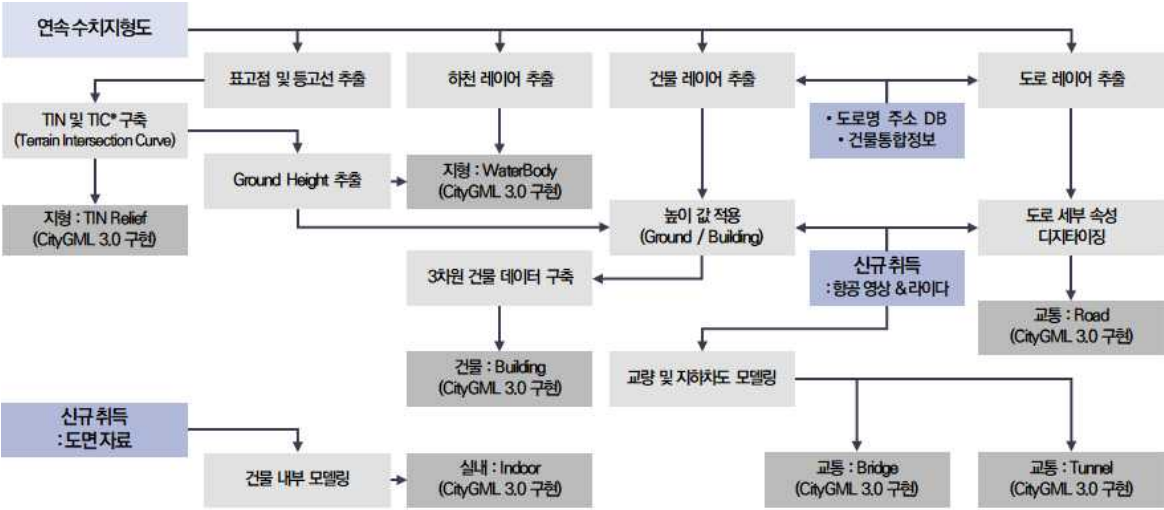 연속 수치지형도
표고점 및 등고선 추출
하천 레이어 추출
건물 레이어 추출
도로 레이어 추출
TIN 및 TIC* 구축
(Terrain Intersection Curve)
• 도로명 주소 DB
• 건물통합정보
Ground Height 추출
지형 : WaterBody
(CityGML 3.0 구현)
지형 : TIN Relief
(CityGML 3.0 구현)
높이 값 적용
(Ground / Building)
도로 세부 속성
디지타이징
3차원 건물 데이터 구축
신규 취득
: 항공 영상 & 라이다
교통 : Road
(CityGML 3.0 구현)
건물 : Building
(CityGML 3.0 구현)
교량 및 지하차도 모델링
신규 취득
: 도면 자료
건물 내부 모델링
실내 : Indoor
(CityGML 3.0 구현)
교통 : Bridge
(CityGML 3.0 구현)
교통 : Tunnel
(CityGML 3.0 구현)